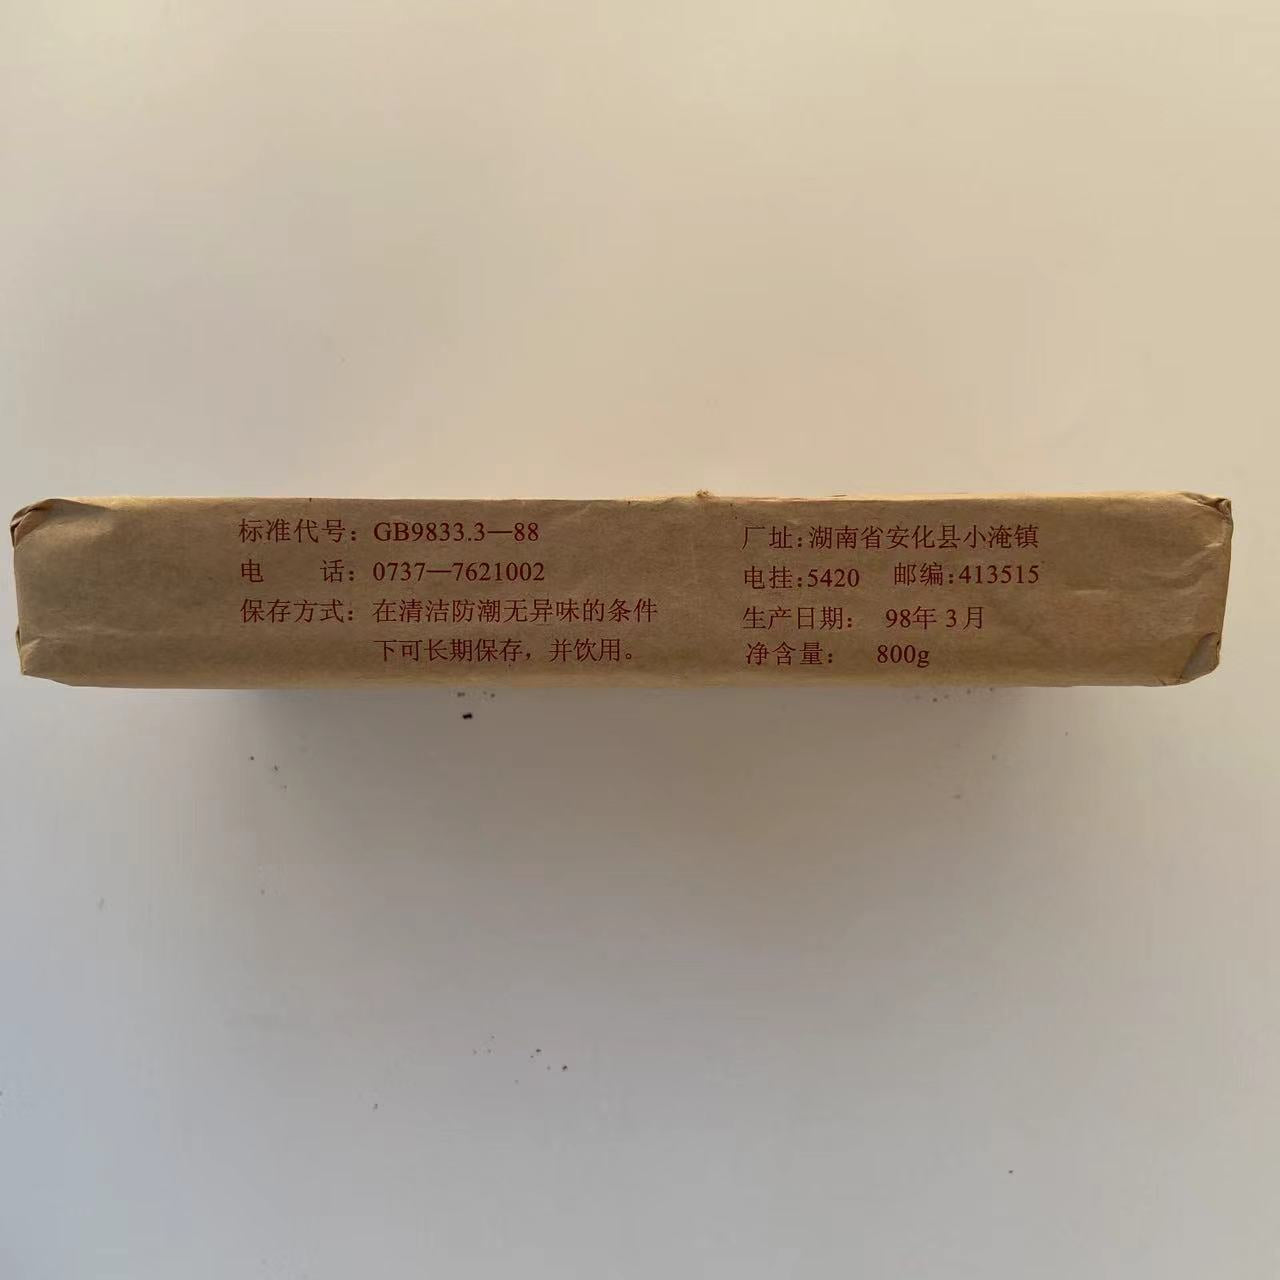 标准代号：GB9833.3—88
电　　话：0737—7621002
保存方式：在清洁防潮无异味的条件
下可长期保存，并饮用。
厂址：湖南省安化县小淹镇
电挂：5420　邮编：413515
生产日期：　98年 3月
净含量：　800g